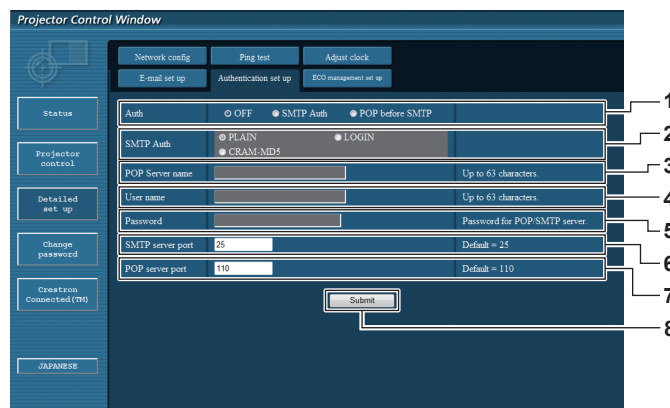 Projector Control Window
Network config
Ping test
Adjust clock
E-mail set up
Authentication set up
ECO management set up
Status
Projector
control
Detailed
set up
Change
password
Crestron
Connected(TM)
JAPANESE
Auth OFF SMTP Auth POP before SMTP 1
SMTP Auth PLAIN LOGIN 2
CRAM-MD5
POP Server name Up to 63 characters. 3
User name Up to 63 characters. 4
Password Password for POP/SMTP server. 5
SMTP server port 25 Default = 25 6
POP server port 110 Default = 110 7
Submit 8